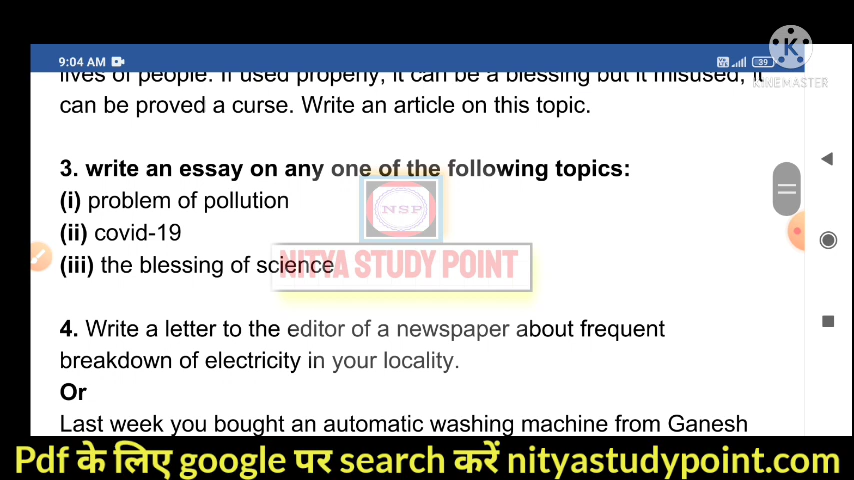 9:04 AM
39
lives of people. If used properly, it can be a blessing but it misused, it
can be proved a curse. Write an article on this topic.
3. write an essay on any one of the following topics:
(i) problem of pollution
(ii) covid-19
(iii) the blessing of science
4. Write a letter to the editor of a newspaper about frequent
breakdown of electricity in your locality.
Or
Last week you bought an automatic washing machine from Ganesh
K
KINEMASTER
NSP
NITYA STUDY POINT
Pdf के लिए google पर search करें nityastudypoint.com